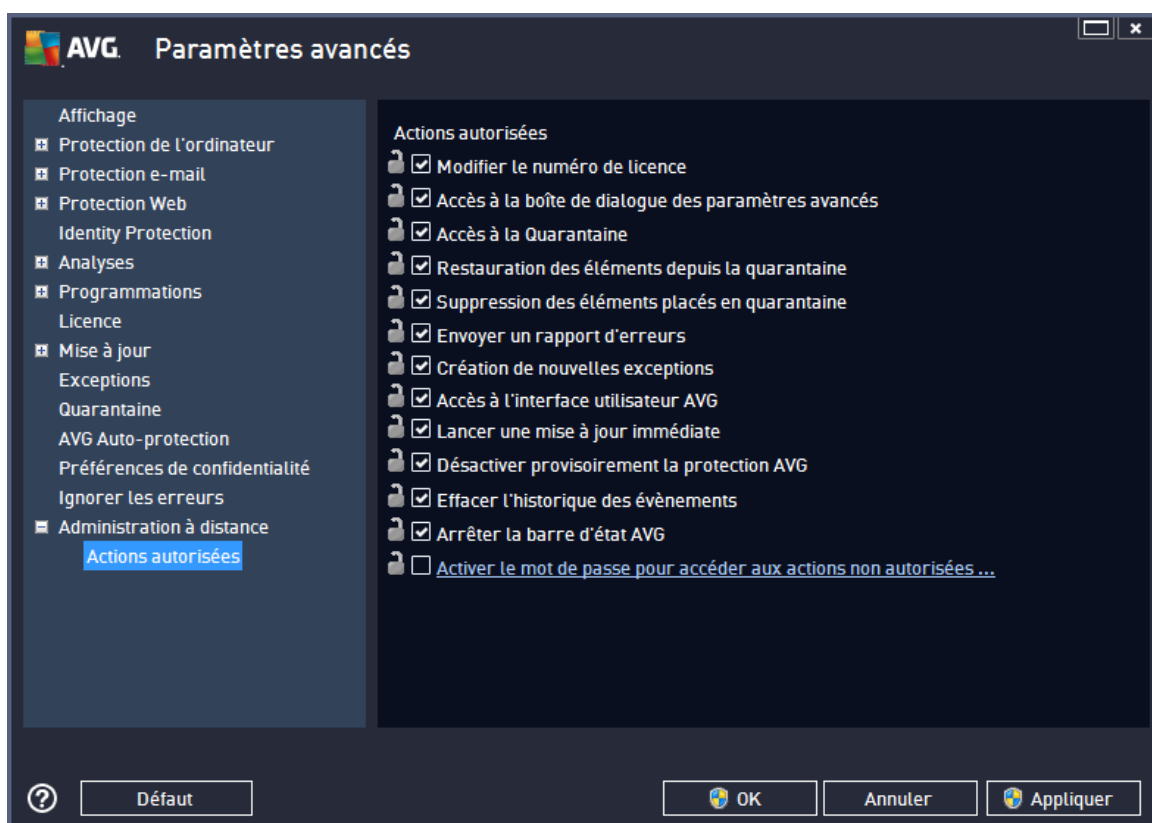 AVG. Paramètres avancés
Affichage
Protection de l'ordinateur
Protection e-mail
Protection Web
Identity Protection
Analyses
Programmations
Licence
Mise à jour
Exceptions
Quarantaine
AVG Auto-protection
Préférences de confidentialité
Ignorer les erreurs
Administration à distance
Actions autorisées
Actions autorisées
Modifier le numéro de licence
Accès à la boîte de dialogue des paramètres avancés
Accès à la Quarantaine
Restauration des éléments depuis la quarantaine
Suppression des éléments placés en quarantaine
Envoyer un rapport d'erreurs
Création de nouvelles exceptions
Accès à l'interface utilisateur AVG
Lancer une mise à jour immédiate
Désactiver provisoirement la protection AVG
Effacer l'historique des évènements
Arrêter la barre d'état AVG
Activer le mot de passe pour accéder aux actions non autorisées ...
? Défaut OK Annuler Appliquer